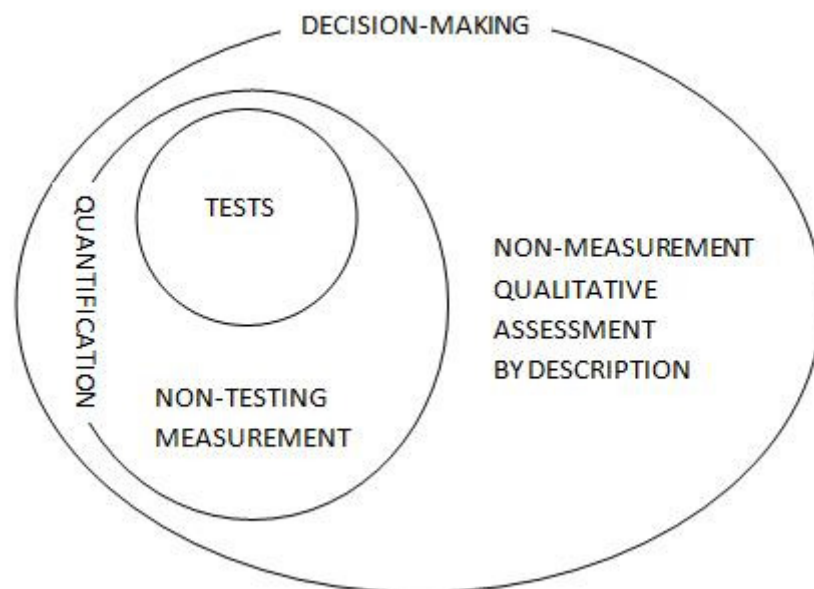 DECISION-MAKING
QUANTIFICATION
TESTS
NON-TESTING
MEASUREMENT
NON-MEASUREMENT
QUALITATIVE
ASSESSMENT
BY DESCRIPTION